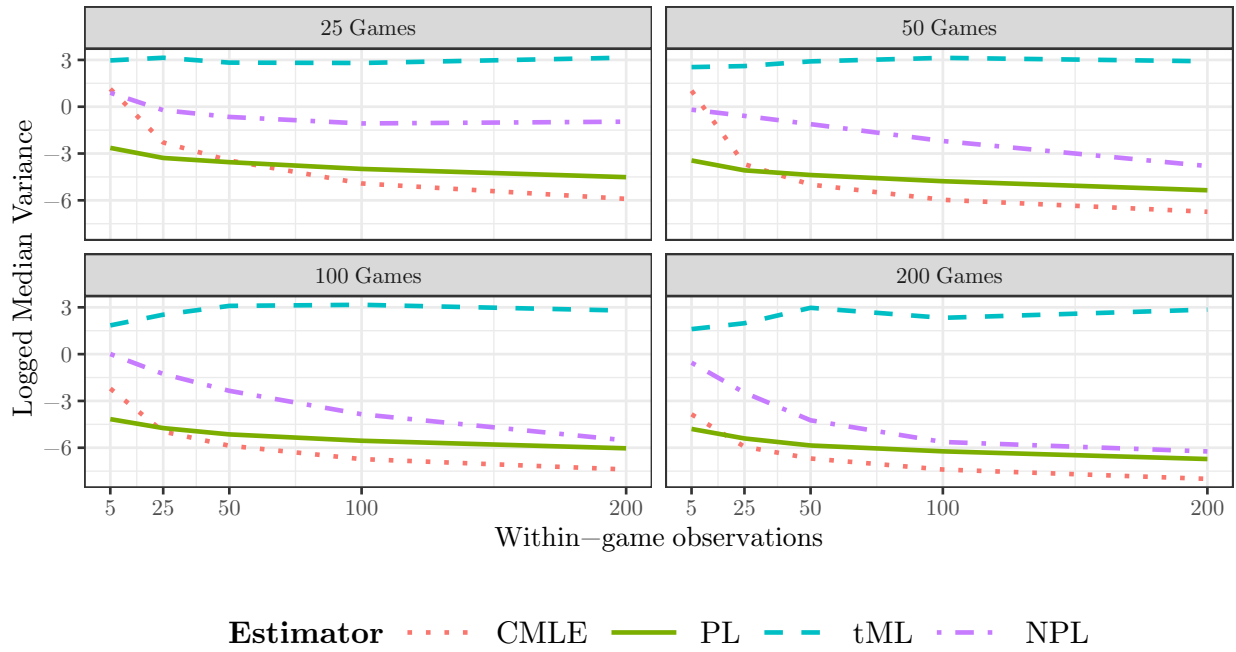 25 Games
50 Games
3
0
−3
−6
100 Games
200 Games
3
0
−3
−6
5 25 50 100 200
5 25 50 100 200
Logged Median Variance
Within−game observations
Estimator CMLE PL tML NPL